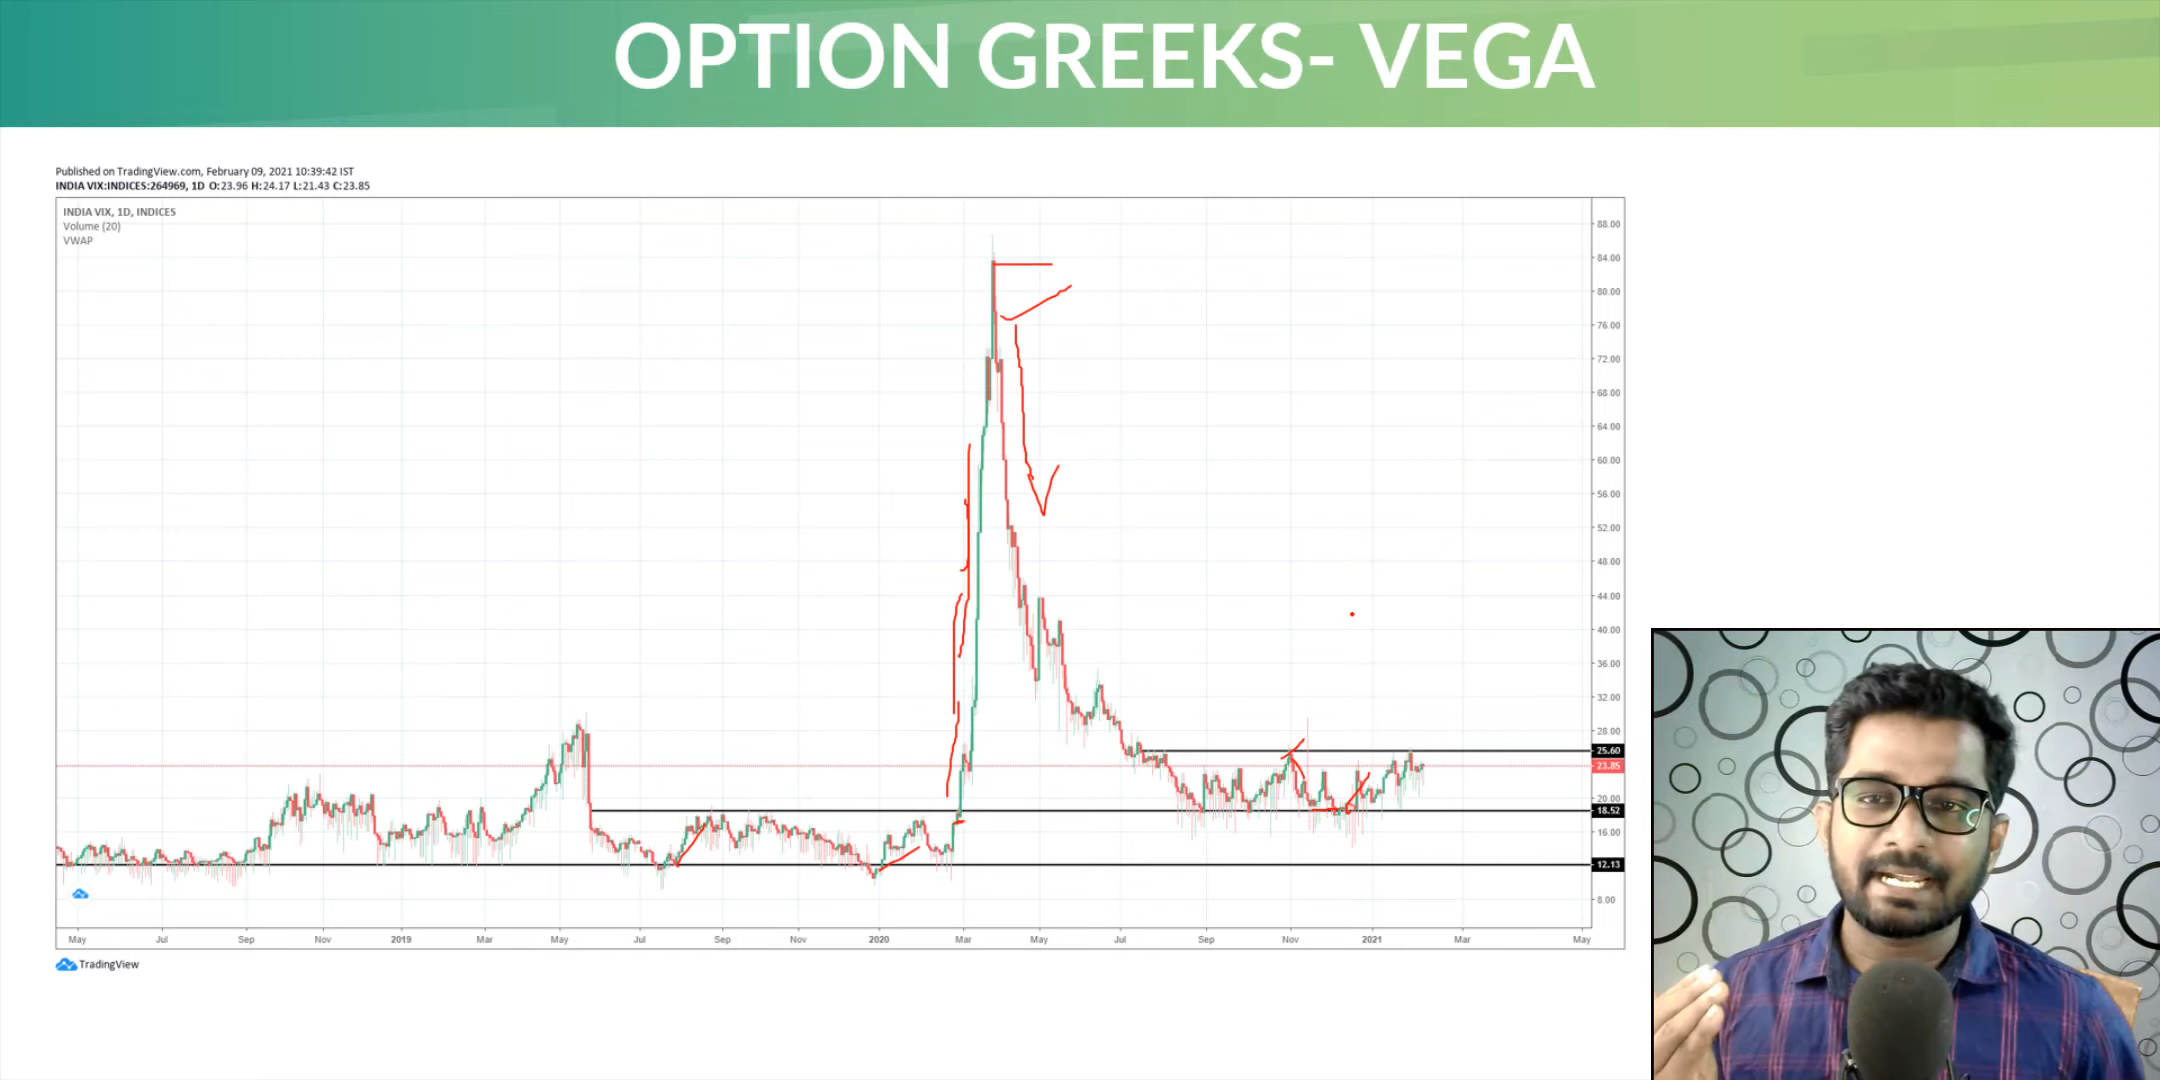 OPTION GREEKS- VEGA
Published on TradingView.com, February 09, 2021 10:39:42 IST
INDIA VIX:INDICES:264969, 1D O:23.96 H:24.17 L:21.43 C:23.85
INDIA VIX, 1D, INDICES
Volume (20)
VWAP
88.00
84.00
80.00
76.00
72.00
68.00
64.00
60.00
56.00
52.00
48.00
44.00
40.00
36.00
32.00
28.00
25.60
23.85
20.00
18.52
16.00
12.13
8.00
May Jul Sep Nov 2019 Mar May Jul Sep Nov 2020 Mar May Jul Sep Nov 2021 Mar May
TradingView